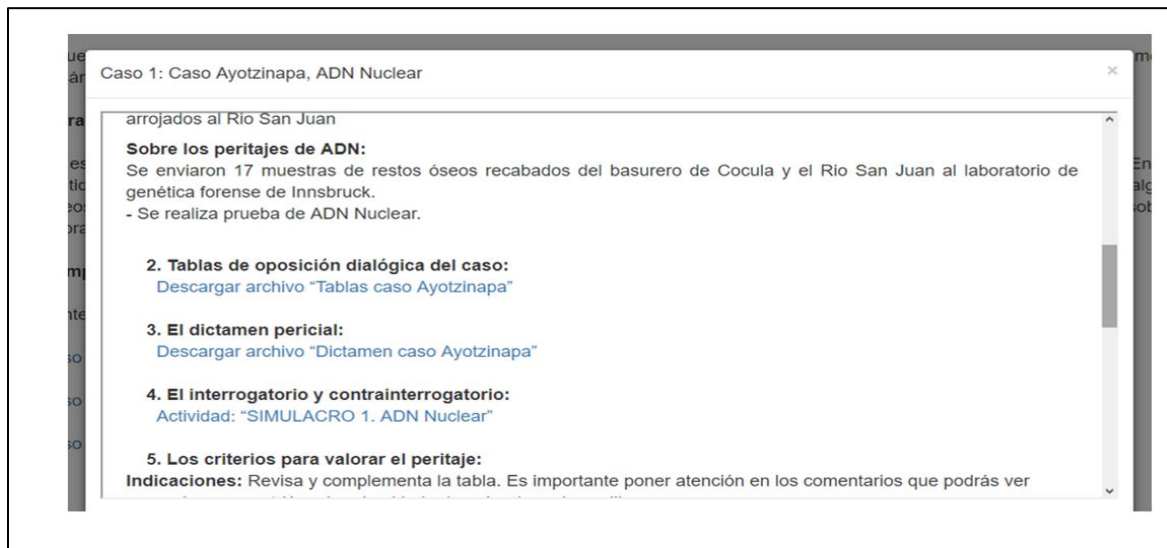 Caso 1: Caso Ayotzinapa, ADN Nuclear
×
arrojados al Rio San Juan
Sobre los peritajes de ADN:
Se enviaron 17 muestras de restos óseos recabados del basurero de Cocula y el Rio San Juan al laboratorio de
genética forense de Innsbruck.
- Se realiza prueba de ADN Nuclear.
2. Tablas de oposición dialógica del caso:
Descargar archivo “Tablas caso Ayotzinapa”
3. El dictamen pericial:
Descargar archivo “Dictamen caso Ayotzinapa”
4. El interrogatorio y contrainterrogatorio:
Actividad: “SIMULACRO 1. ADN Nuclear”
5. Los criterios para valorar el peritaje:
Indicaciones: Revisa y complementa la tabla. Es importante poner atención en los comentarios que podrás ver